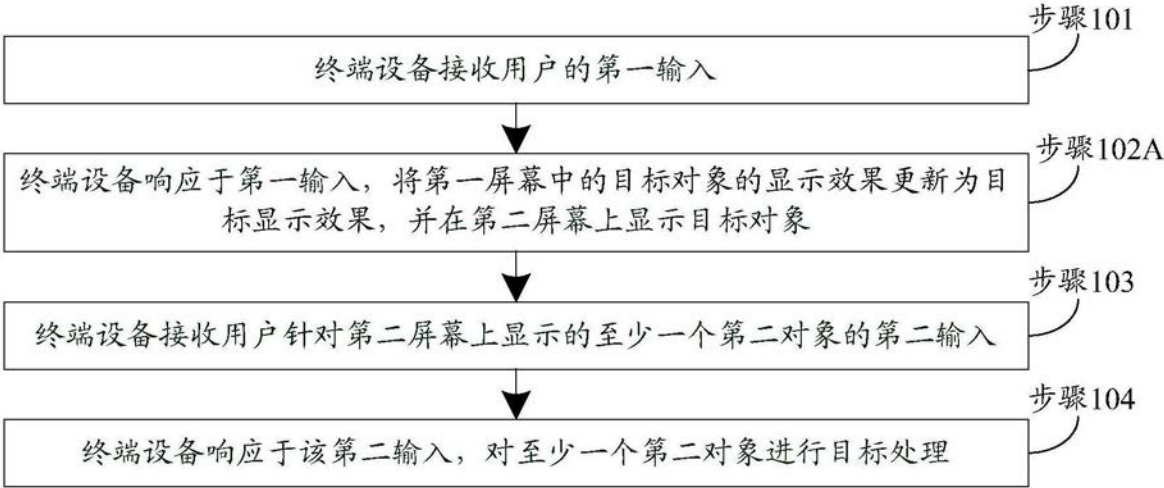 步骤101
终端设备接收用户的第一输入
步骤102A
终端设备响应于第一输入，将第一屏幕中的目标对象的显示效果更新为目
标显示效果，并在第二屏幕上显示目标对象
步骤103
终端设备接收用户针对第二屏幕上显示的至少一个第二对象的第二输入
步骤104
终端设备响应于该第二输入，对至少一个第二对象进行目标处理